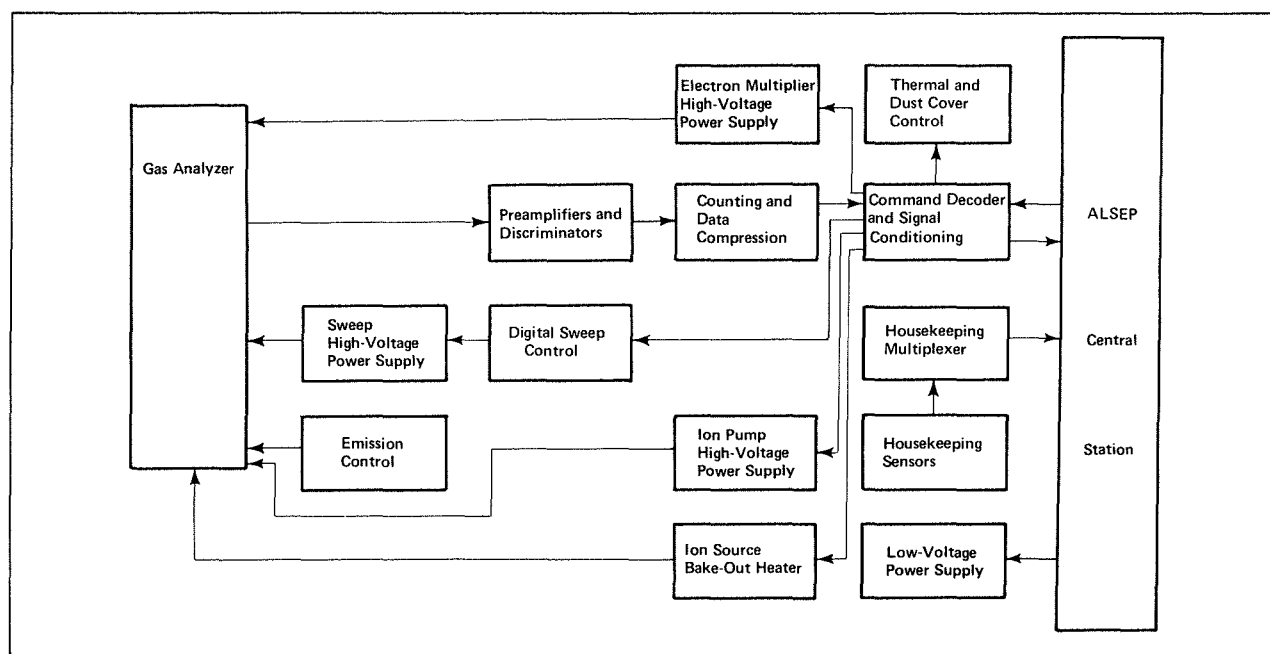 Gas Analyzer
Electron Multiplier
High-Voltage
Power Supply
Thermal and
Dust Cover
Control
Preamplifiers and
Discriminators
Counting and
Data
Compression
Command Decoder
and Signal
Conditioning
ALSEP
Central
Station
Sweep
High-Voltage
Power Supply
Digital Sweep
Control
Housekeeping
Multiplexer
Emission
Control
Ion Pump
High-Voltage
Power Supply
Housekeeping
Sensors
Ion Source
Bake-Out Heater
Low-Voltage
Power Supply